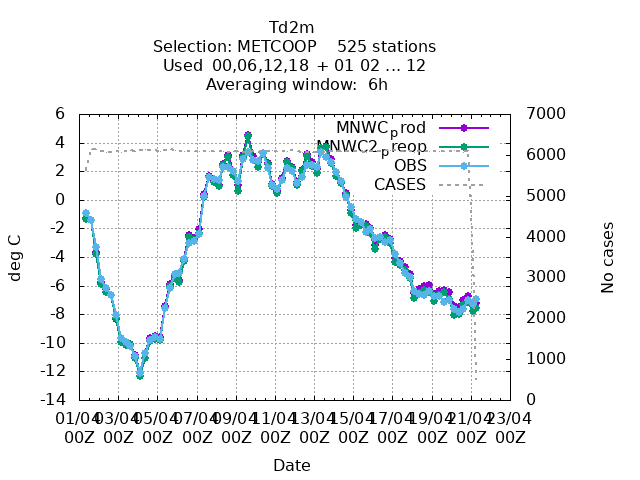 Td2m
Selection: METCOOP 525 stations
Used 00,06,12,18 + 01 02 ... 12
Averaging window: 6h
6 7000
4 6000
2 5000
0 4000
-2 3000
-4 2000
-6 1000
-8 0
-10
-12
-14
MNWC_prod
MNWC2_preop
OBS
CASES
deg C
No cases
01/04 03/04 05/04 07/04 09/04 11/04 13/04 15/04 17/04 19/04 21/04 23/04
00Z 00Z 00Z 00Z 00Z 00Z 00Z 00Z 00Z 00Z 00Z 00Z
Date